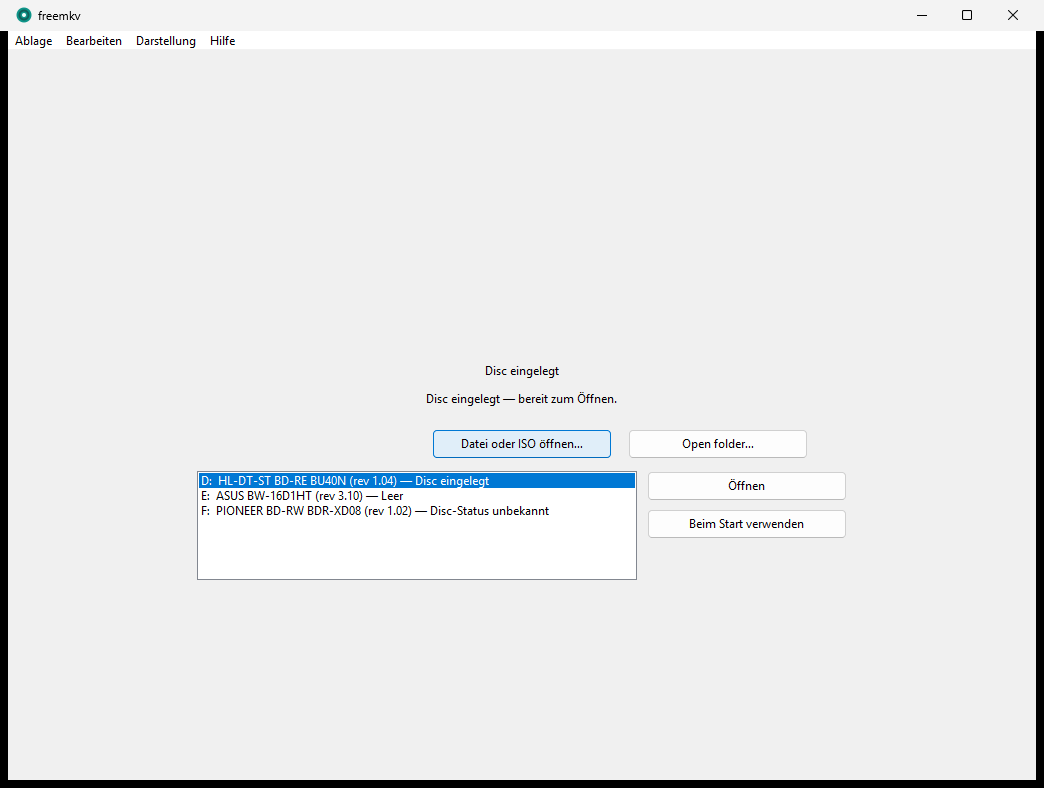 freemkv
Ablage Bearbeiten Darstellung Hilfe
Disc eingelegt
Disc eingelegt — bereit zum Öffnen.
Datei oder ISO öffnen... Open folder...
D: HL-DT-ST BD-RE BU40N (rev 1.04) — Disc eingelegt
E: ASUS BW-16D1HT (rev 3.10) — Leer
F: PIONEER BD-RW BDR-XD08 (rev 1.02) — Disc-Status unbekannt
Öffnen
Beim Start verwenden